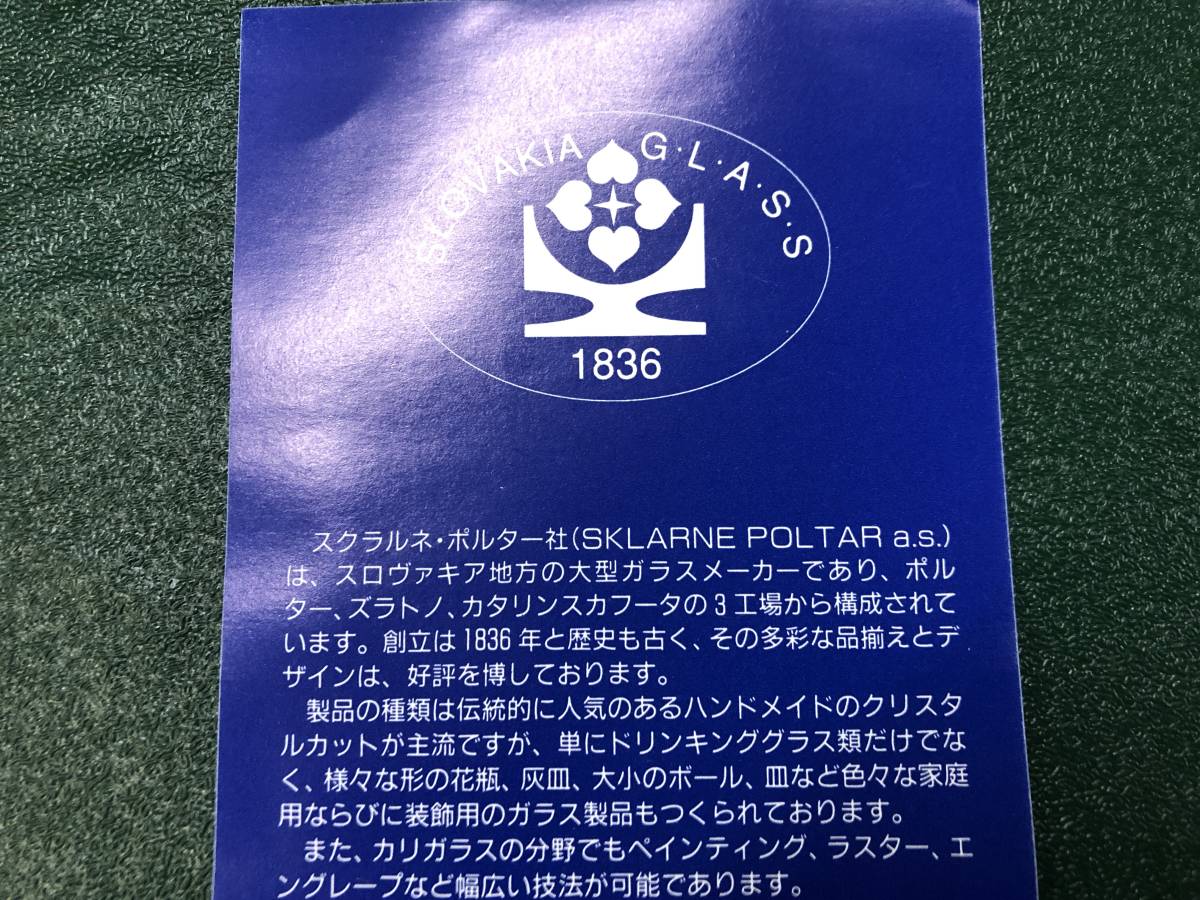 SLOVAKIA G·L·A·S·S
1836
スクラルネ・ポルター社(SKLARNE POLTAR a.s.)
は、スロヴァキア地方の大型ガラスメーカーであり、ポル
ター、ズラトノ、カタリンスカフータの3工場から構成されて
います。創立は1836年と歴史も古く、その多彩な品揃えとデ
ザインは、好評を博しております。
製品の種類は伝統的に人気のあるハンドメイドのクリスタ
ルカットが主流ですが、単にドリンキンググラス類だけでな
く、様々な形の花瓶、灰皿、大小のボール、皿など色々な家庭
用ならびに装飾用のガラス製品もつくられております。
また、カリガラスの分野でもペインティング、ラスター、エ
ングレープなど幅広い技法が可能であります。